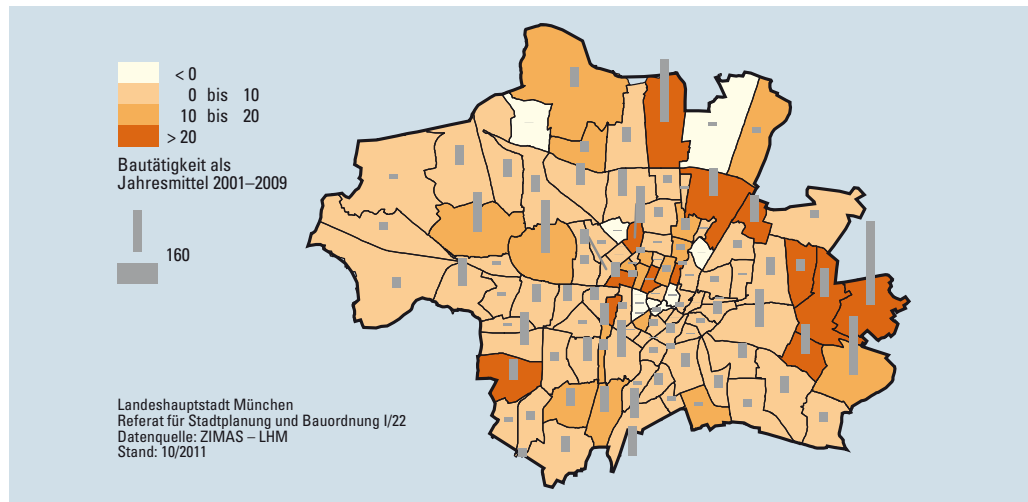 < 0
0 bis 10
10 bis 20
> 20
Bautätigkeit als
Jahresmittel 2001–2009
160
Landeshauptstadt München
Referat für Stadtplanung und Bauordnung I/22
Datenquelle: ZIMAS – LHM
Stand: 10/2011